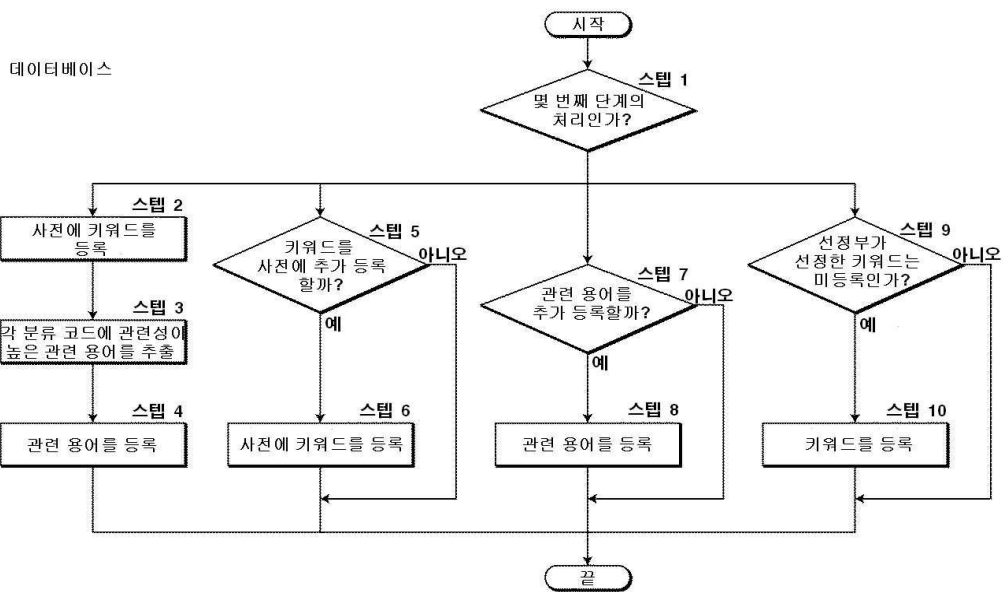 시작
데이터베이스
스텝 1
몇 번째 단계의
처리인가?
스텝 2
사전에 키워드를
등록
스텝 3
각 분류 코드에 관련성이
높은 관련 용어를 추출
스텝 4
관련 용어를 등록
스텝 5
키워드를
사전에 추가 등록
할까?
아니오
예
스텝 6
사전에 키워드를 등록
스텝 7
관련 용어를
추가 등록할까?
아니오
예
스텝 8
관련 용어를 등록
스텝 9
선정부가
선정한 키워드는
미등록인가?
아니오
예
스텝 10
키워드를 등록
끝